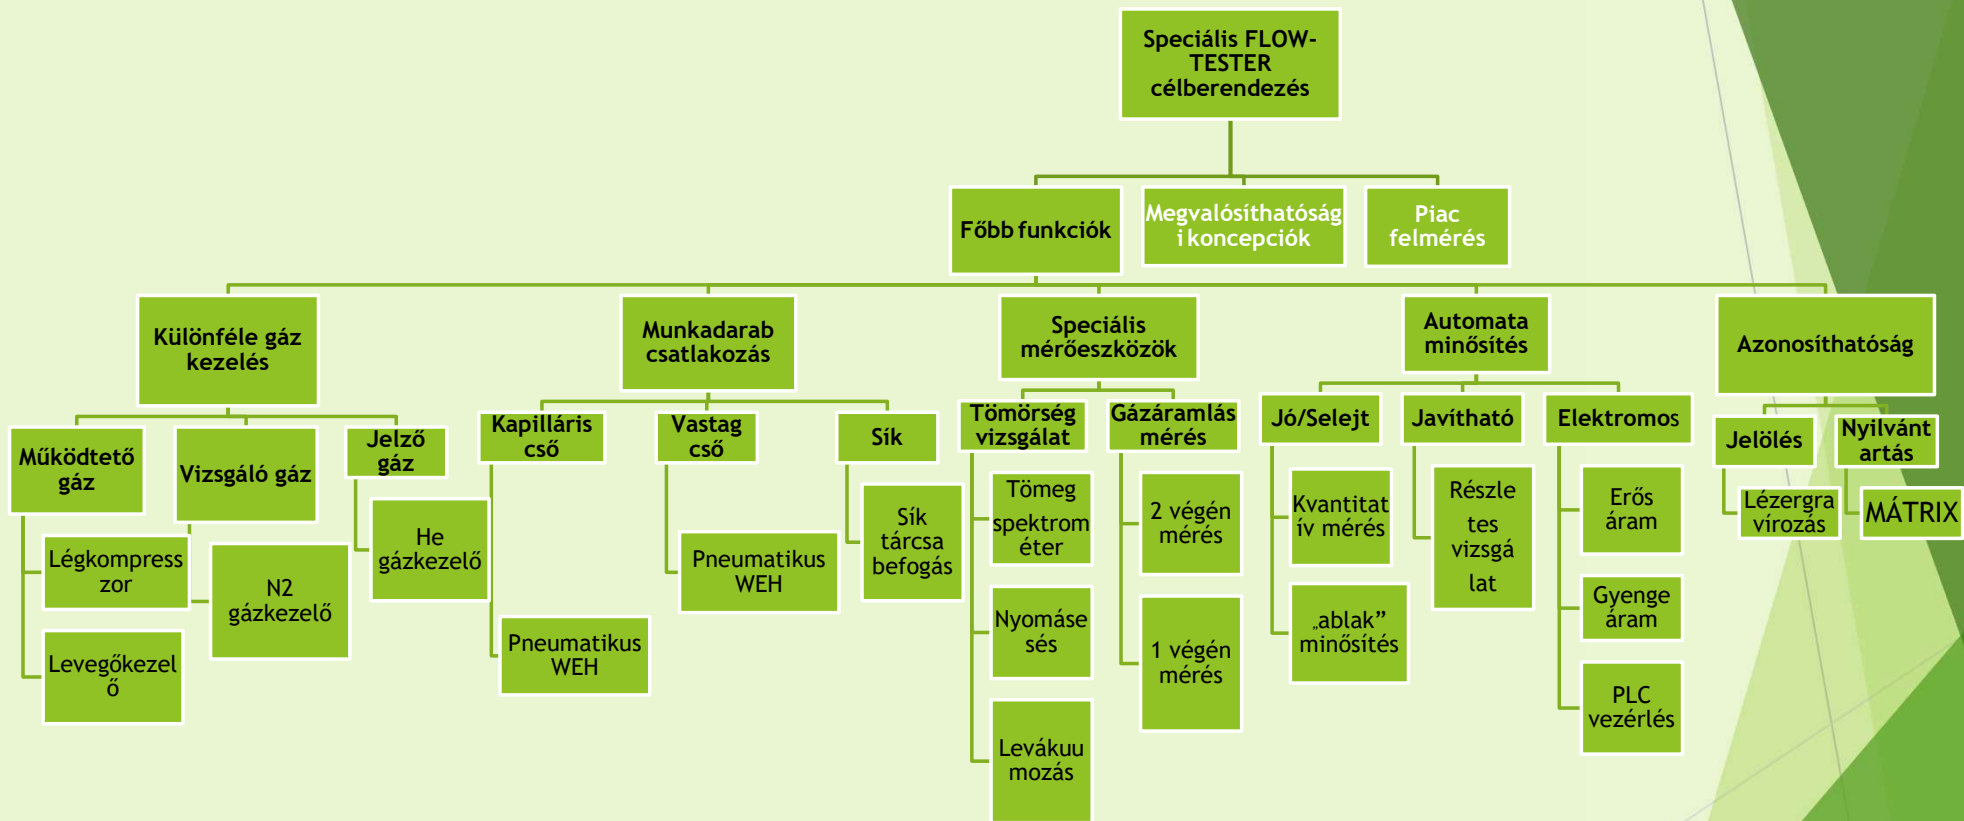 Speciális FLOW-
TESTER
célberendezés
Főbb funkciók
Megvalósíthatóság
i koncepciók
Piac
felmérés
Különféle gáz
kezelés
Munkadarab
csatlakozás
Speciális
mérőeszközök
Automata
minősítés
Azonosíthatóság
Működtető
gáz
Vizsgáló gáz
Jelző
gáz
Kapilláris
cső
Vastag
cső
Sík
Tömörség
vizsgálat
Gázáramlás
mérés
Jó/Selejt
Javítható
Elektromos
Jelölés
Nyilvánt
artás
Légkompressz
szor
Levegőkezel
ő
N2
gázkezelő
He
gázkezelő
Pneumatikus
WEH
Pneumatikus
WEH
Sík
tárcsa
befogás
Tömeg
spektrom
éter
Nyomáse
sés
Levákuu
mozás
2 végén
mérés
1 végén
mérés
Kvantitat
ív mérés
„ablak”
minősítés
Részle
tes
vizsgá
lat
Erős
áram
Gyenge
áram
PLC
vezérlés
Lézergra
vírozás
MÁTRIX